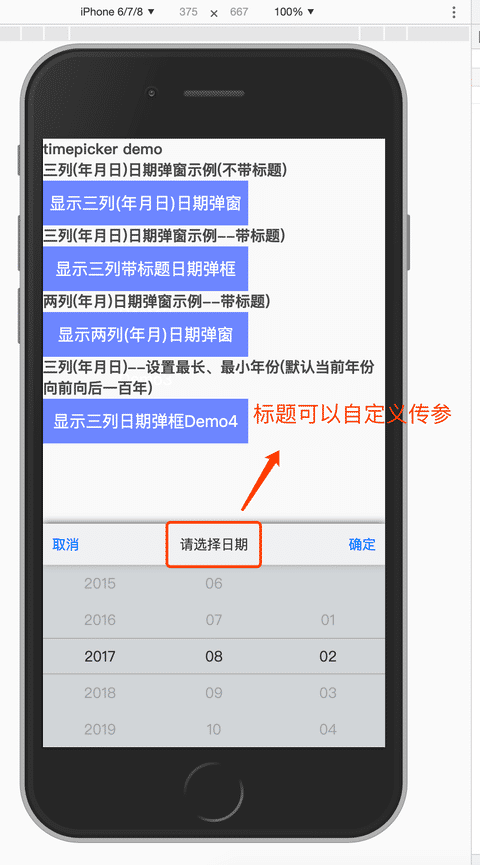 iPhone 6/7/8 ▼ 375 × 667 100% ▼
timepicker demo
三列(年月日)日期弹窗示例(不带标题)
显示三列(年月日)日期弹窗
三列(年月日)日期弹窗示例--带标题)
显示三列带标题日期弹框
两列(年月)日期弹窗示例--带标题)
显示两列(年月)日期弹窗
三列(年月日)--设置最长、最小年份(默认当前年份
向前向后一百年)
显示三列日期弹框Demo4
标题可以自定义传参
取消 请选择日期 确定
2015 06
2016 07 01
2017 08 02
2018 09 03
2019 10 04